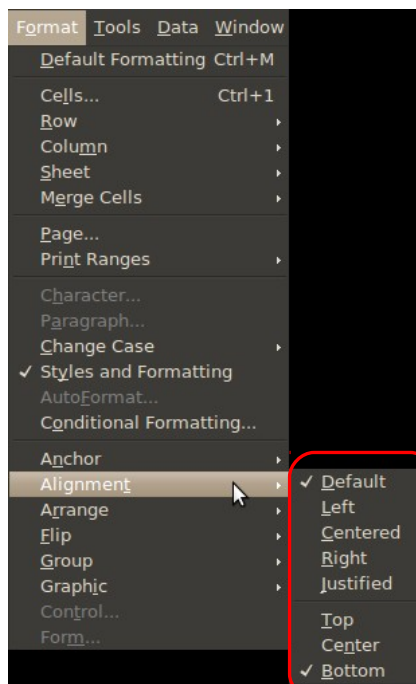 Format Tools Data Window
Default Formatting Ctrl+M
Cells... Ctrl+1
Row
Column
Sheet
Merge Cells
Page...
Print Ranges
Character...
Paragraph...
Change Case
✓ Styles and Formatting
AutoFormat...
Conditional Formatting...
Anchor
Alignment
Arrange
Flip
Group
Graphic
Control...
Form...
✓ Default
Left
Centered
Right
Justified
Top
Center
✓ Bottom